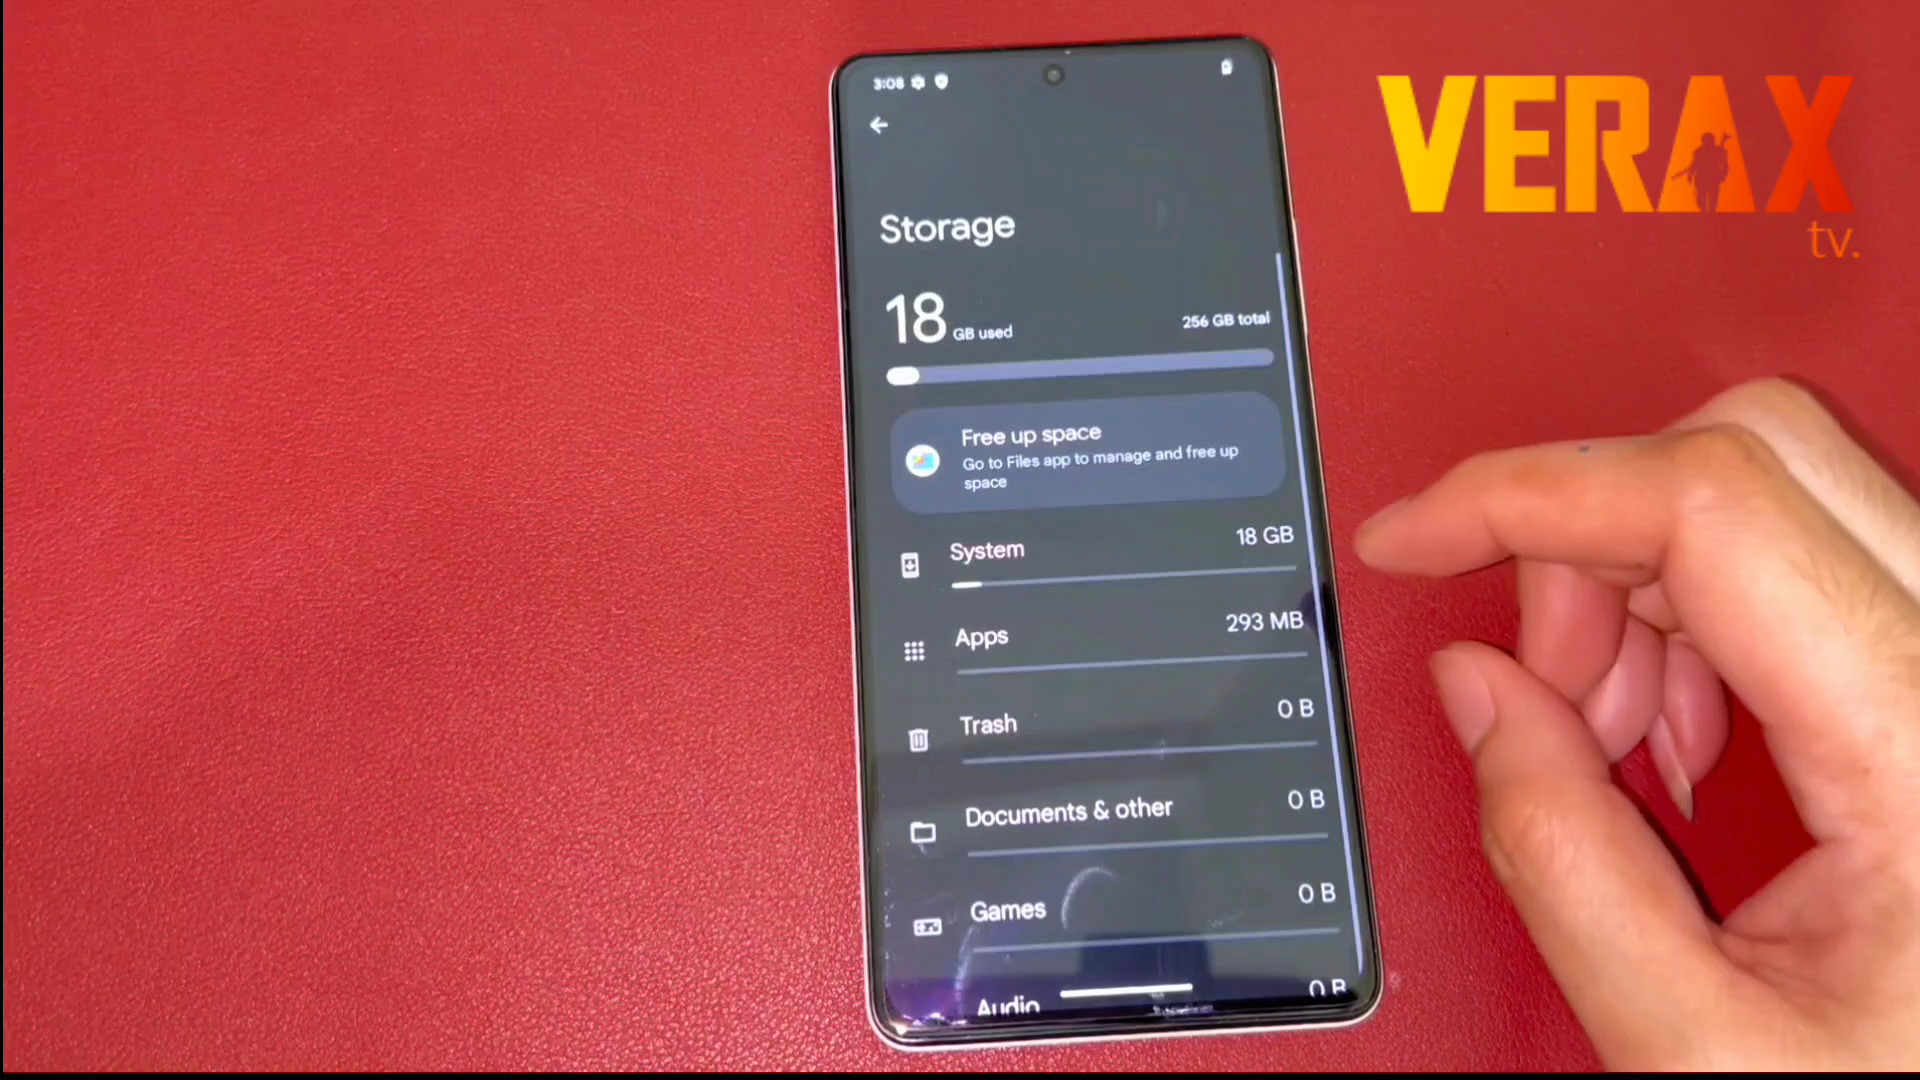 VERAX
tv.
3:08
Storage
18 GB used
256 GB total
Free up space
Go to Files app to manage and free up
space
System
18 GB
Apps
293 MB
Trash
0 B
Documents & other
0 B
Games
0 B
Audio
0 B